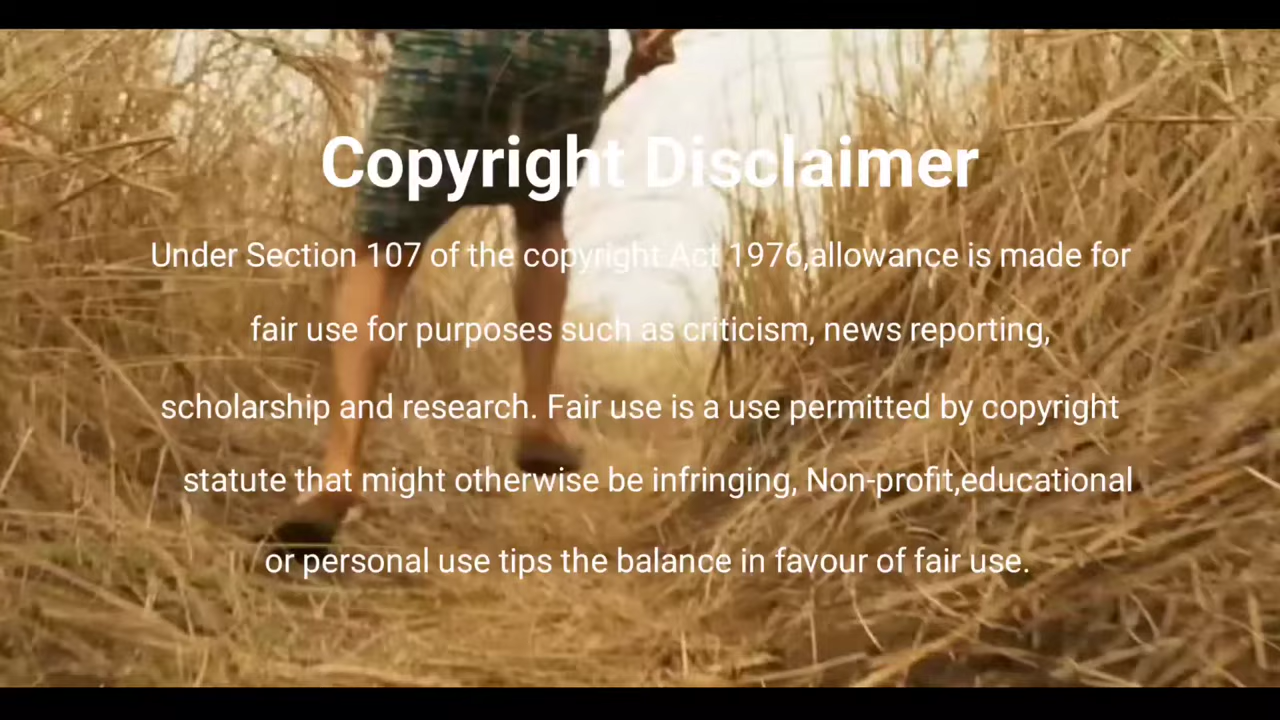 Copyright Disclaimer
Under Section 107 of the copyright Act 1976,allowance is made for
fair use for purposes such as criticism, news reporting,
scholarship and research. Fair use is a use permitted by copyright
statute that might otherwise be infringing, Non-profit,educational
or personal use tips the balance in favour of fair use.